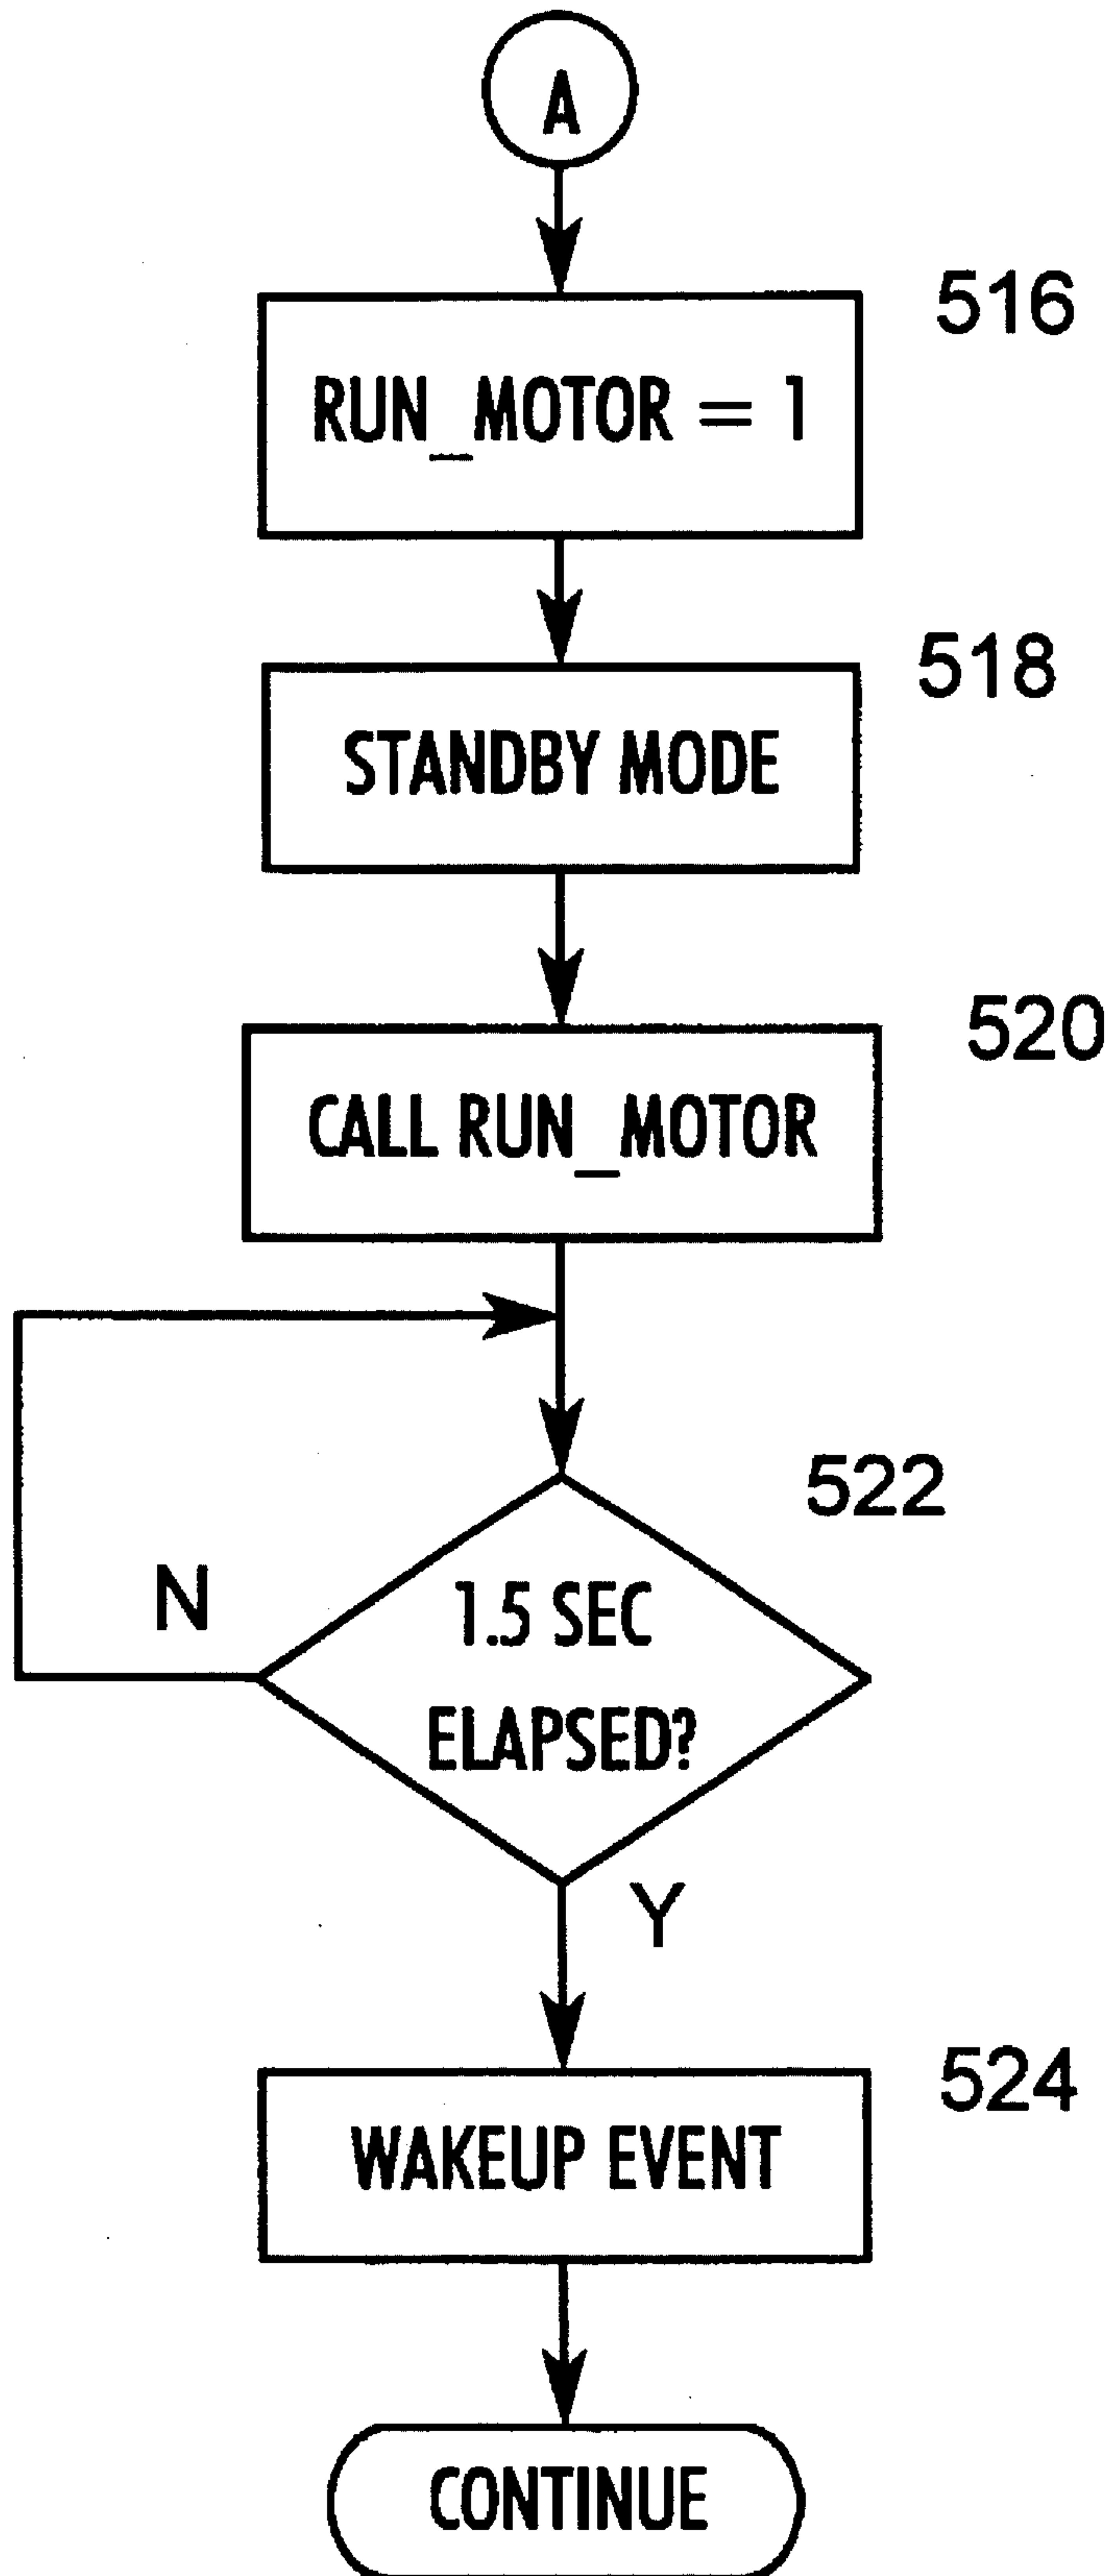 A
516
RUN_MOTOR = 1
518
STANDBY MODE
520
CALL RUN_MOTOR
522
N
1.5 SEC
ELAPSED?
Y
524
WAKEUP EVENT
CONTINUE